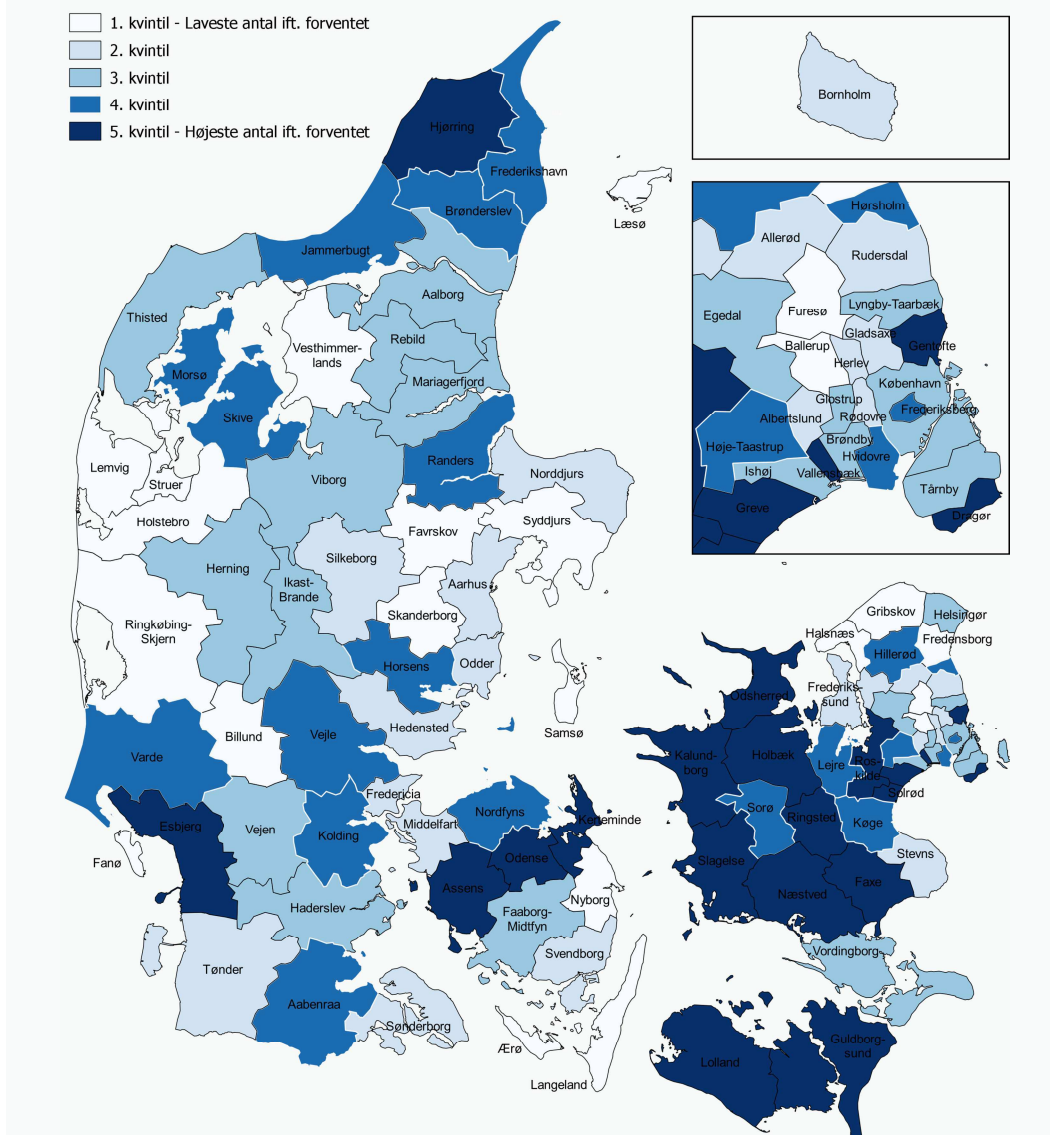 1. kvintil - Laveste antal ift. forventet
2. kvintil
3. kvintil
4. kvintil
5. kvintil - Højeste antal ift. forventet
Bornholm
Hjørring
Frederikshavn
Brønderslev
Læsø
Jammerbugt
Aalborg
Thisted
Rebild
Vesthimmer-
lands
Morsø
Mariagerfjord
Skive
Lemvig
Struer
Viborg
Randers
Norddjurs
Holstebro
Favrskov
Syddjurs
Herning
Silkeborg
Ikast-
Brande
Aarhus
Skanderborg
Ringkøbing-
Skjern
Horsens
Odder
Billund
Vejle
Hedensted
Samsø
Varde
Fredericia
Esbjerg
Vejen
Kolding
Middelfart
Nordfyns
Kerteminde
Fanø
Odense
Assens
Haderslev
Nyborg
Faaborg-
Midtfyn
Svendborg
Tønder
Aabenraa
Sønderborg
Ærø
Langeland
Hørsholm
Allerød
Rudersdal
Egedal
Furesø
Lyngby-Taarbæk
Gladsaxe
Ballerup
Gentofte
Herlev
København
Glostrup
Albertslund
Rødovre
Frederiksberg
Høje-Taastrup
Brøndby
Hvidovre
Ishøj
Vallensbæk
Tårnby
Greve
Dragør
Gribskov
Helsingør
Halsnæs
Fredensborg
Hillerød
Frederiks-
sund
Odsherred
Kalund-
borg
Holbæk
Lejre
Ros-
kilde
Solrød
Sorø
Ringsted
Køge
Stevns
Slagelse
Næstved
Faxe
Vordingborg
Guldborg-
sund
Lolland